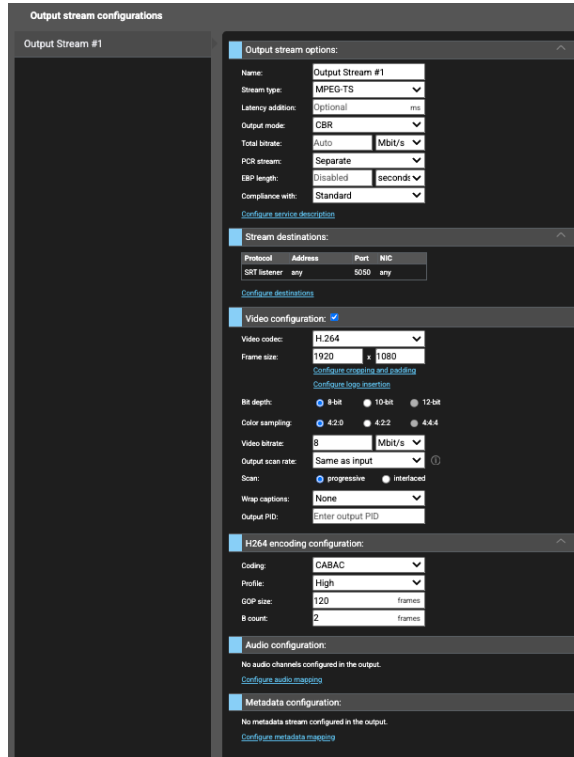 Output stream configurations
Output Stream #1
Output stream options:
Name: Output Stream #1
Stream type: MPEG-TS
Latency addition: Optional ms
Output mode: CBR
Total bitrate: Auto Mbit/s
PCR stream: Separate
EBP length: Disabled seconds
Compliance with: Standard
Configure service description
Stream destinations:
Protocol Address Port NIC
SRT listener any 5050 any
Configure destinations
Video configuration:
Video codec: H.264
Frame size: 1920 x 1080
Configure cropping and padding
Configure logo insertion
Bit depth: 8-bit 10-bit 12-bit
Color sampling: 4:2:0 4:2:2 4:4:4
Video bitrate: 8 Mbit/s
Output scan rate: Same as input
Scan: progressive interlaced
Wrap captions: None
Output PID: Enter output PID
H264 encoding configuration:
Coding: CABAC
Profile: High
GOP size: 120 frames
B count: 2 frames
Audio configuration:
No audio channels configured in the output.
Configure audio mapping
Metadata configuration:
No metadata stream configured in the output.
Configure metadata mapping